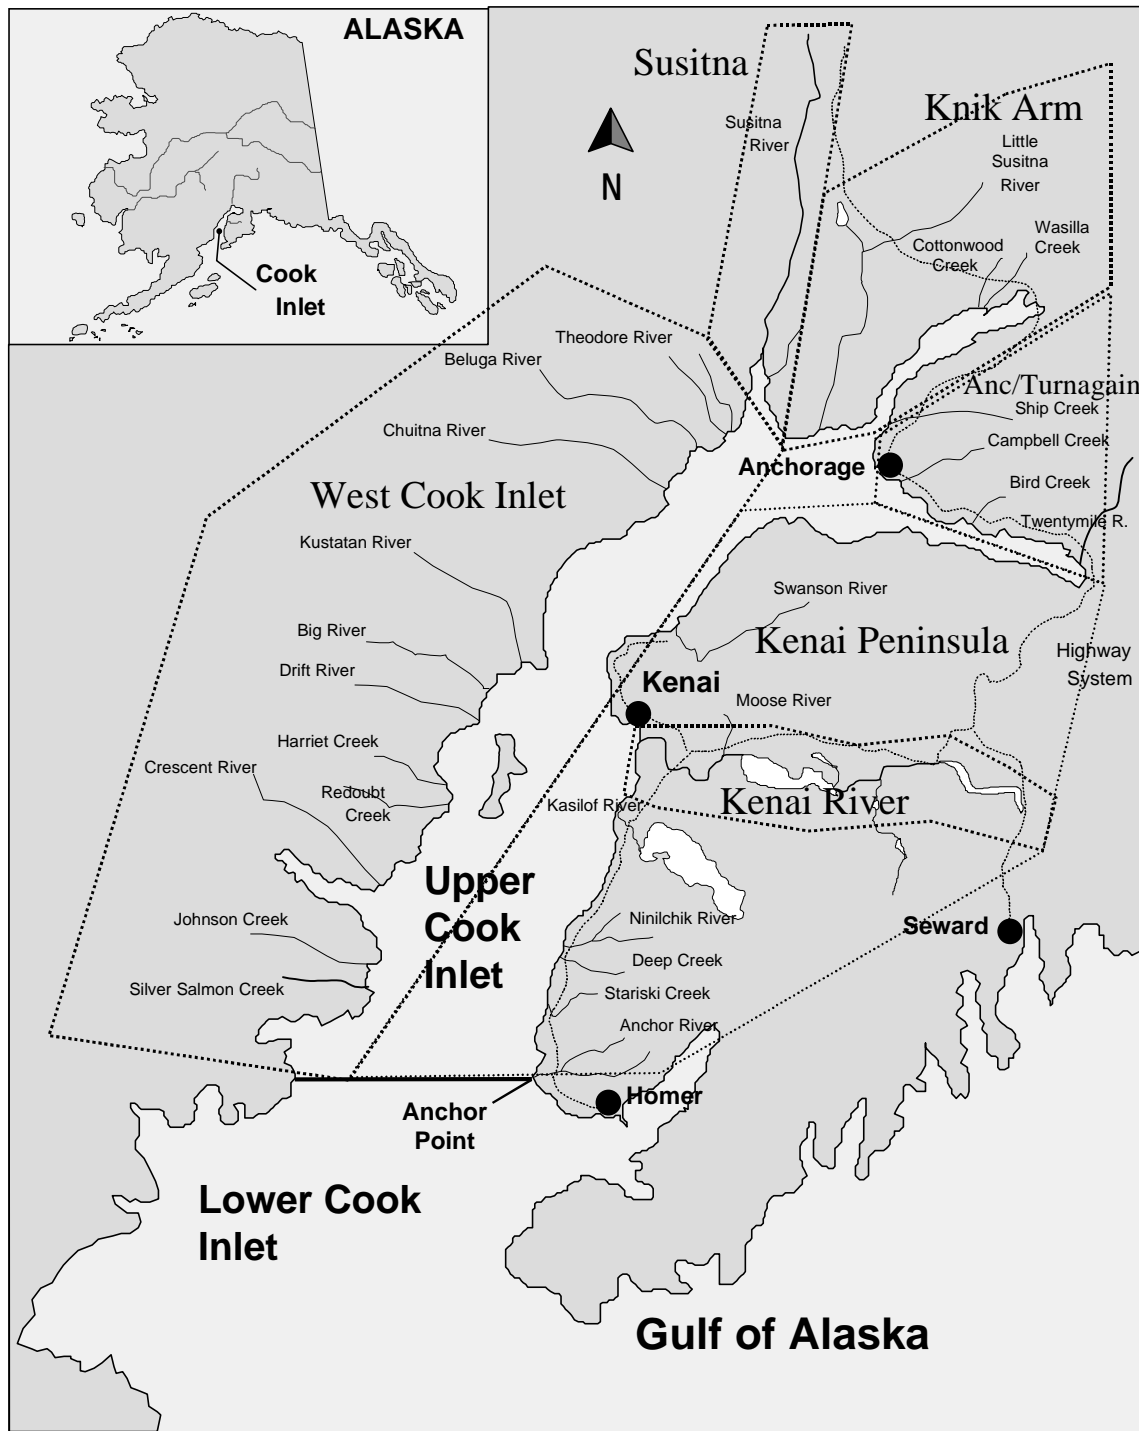 ALASKA
Cook
Inlet
Susitna
Knik Arm
Susitna
River
N
Little
Susitna
River
Cottonwood
Creek
Wasilla
Creek
Theodore River
Beluga River
Chuitna River
Anc/Turnagain
Ship Creek
Campbell Creek
Anchorage
Bird Creek
Twentymile R.
West Cook Inlet
Kustatan River
Swanson River
Big River
Kenai Peninsula
Highway
System
Drift River
Kenai
Moose River
Harriet Creek
Crescent River
Redoubt
Creek
Kasilof River
Kenai River
Upper
Cook
Inlet
Johnson Creek
Ninilchik River
Seward
Deep Creek
Silver Salmon Creek
Stariski Creek
Anchor River
Homer
Anchor
Point
Lower Cook
Inlet
Gulf of Alaska